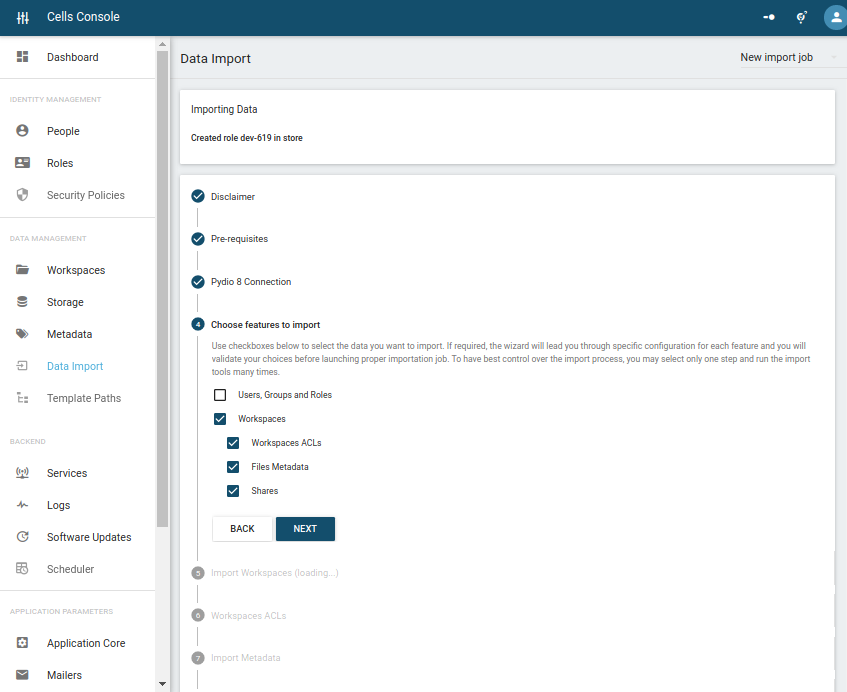 Cells Console
Dashboard
IDENTITY MANAGEMENT
People
Roles
Security Policies
DATA MANAGEMENT
Workspaces
Storage
Metadata
Data Import
Template Paths
BACKEND
Services
Logs
Software Updates
Scheduler
APPLICATION PARAMETERS
Application Core
Mailers
Data Import
New import job
Importing Data
Created role dev-619 in store
Disclaimer
Pre-requisites
Pydio 8 Connection
4 Choose features to import
Use checkboxes below to select the data you want to import. If required, the wizard will lead you through specific configuration for each feature and you will
validate your choices before launching proper importation job. To have best control over the import process, you may select only one step and run the import
tools many times.
Users, Groups and Roles
Workspaces
Workspaces ACLs
Files Metadata
Shares
BACK NEXT
5 Import Workspaces (loading...)
6 Workspaces ACLs
7 Import Metadata